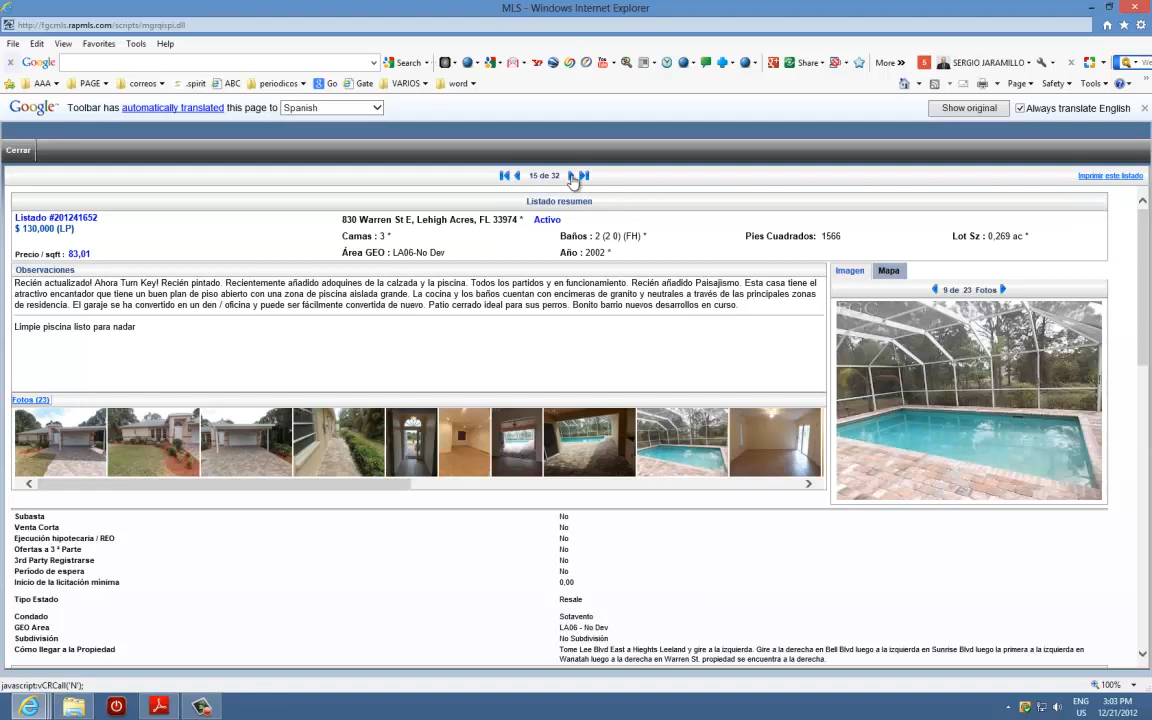 MLS - Windows Internet Explorer
http://fgcmls.rapmls.com/scripts/mgrqispi.dll
File Edit View Favorites Tools Help
x Google Search More » 5 SERGIO JARAMILLO
Share
AAA PAGE correos .spirit ABC periodicos Go Gate VARIOS word Page Safety Tools
Google Toolbar has automatically translated this page to Spanish Show original Always translate English
Cerrar
15 de 32 Imprimir este listado
Listado resumen
Listado #201241652 830 Warren St E, Lehigh Acres, FL 33974 * Activo
$ 130,000 (LP) Camas : 3 * Baños : 2 (2 0) (FH) * Pies Cuadrados: 1566 Lot Sz : 0,269 ac *
Precio / sqft : 83,01 Área GEO : LA06-No Dev Año : 2002 *
Observaciones Imagen Mapa
Recién actualizado! Ahora Turn Key! Recién pintado. Recientemente añadido adoquines de la calzada y la piscina. Todos los partidos y en funcionamiento. Recién añadido Paisajismo. Esta casa tiene el
atractivo encantador que tiene un buen plan de piso abierto con una zona de piscina aislada grande. La cocina y los baños cuentan con encimeras de granito y neutrales a través de las principales zonas
de residencia. El garaje se ha convertido en un den / oficina y puede ser fácilmente convertida de nuevo. Patio cercado ideal para sus perros. Bonito barrio nuevos desarrollos en curso.
9 de 23 Fotos
Limpie piscina listo para nadar
Fotos (23)
Subasta No
Venta Corta No
Ejecución hipotecaria / REO No
Ofertas a 3 ª Parte No
3rd Party Registrarse No
Período de espera No
Inicio de la licitación mínima 0,00
Tipo Estado Resale
Condado Sotavento
GEO Area LA06 - No Dev
Subdivisión No Subdivisión
Cómo llegar a la Propiedad Tome Lee Blvd East a Hieghts Leeland y gire a la izquierda. Gire a la derecha en Bell Blvd luego a la izquierda en Sunrise Blvd luego la primera a la izquierda en
Wanatah luego a la derecha en Warren St. propiedad se encuentra a la derecha.
javascript:vCRCall('N'); 100%
ENG 3:03 PM
US 12/21/2012